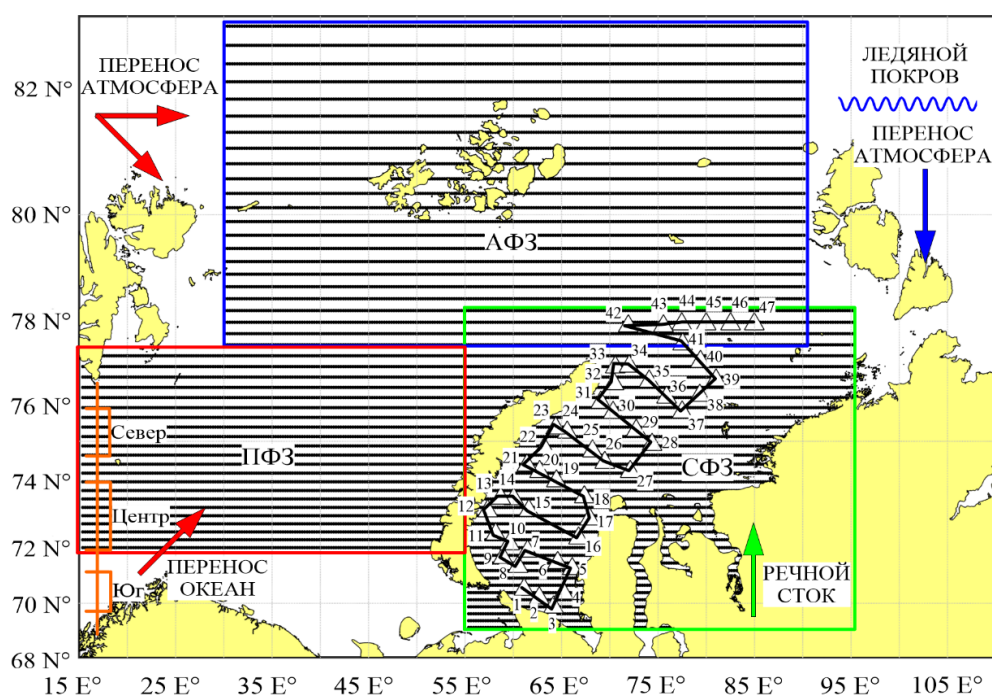 82 N°
80 N°
78 N°
76 N°
74 N°
72 N°
70 N°
68 N°
15 E°
25 E°
35 E°
45 E°
55 E°
65 E°
75 E°
85 E°
95 E°
105 E°
ПЕРЕНОС
АТМОСФЕРА
ЛЕДЯНОЙ
ПОКРОВ
ПЕРЕНОС
АТМОСФЕРА
АФЗ
ПФЗ
СФЗ
Север
Центр
Юг
ПЕРЕНОС
ОКЕАН
РЕЧНОЙ
СТОК
1
2
3
4
5
6
7
8
9
10
11
12
13
14
15
16
17
18
19
20
21
22
23
24
25
26
27
28
29
30
31
32
33
34
35
36
37
38
39
40
41
42
43
44
45
46
47